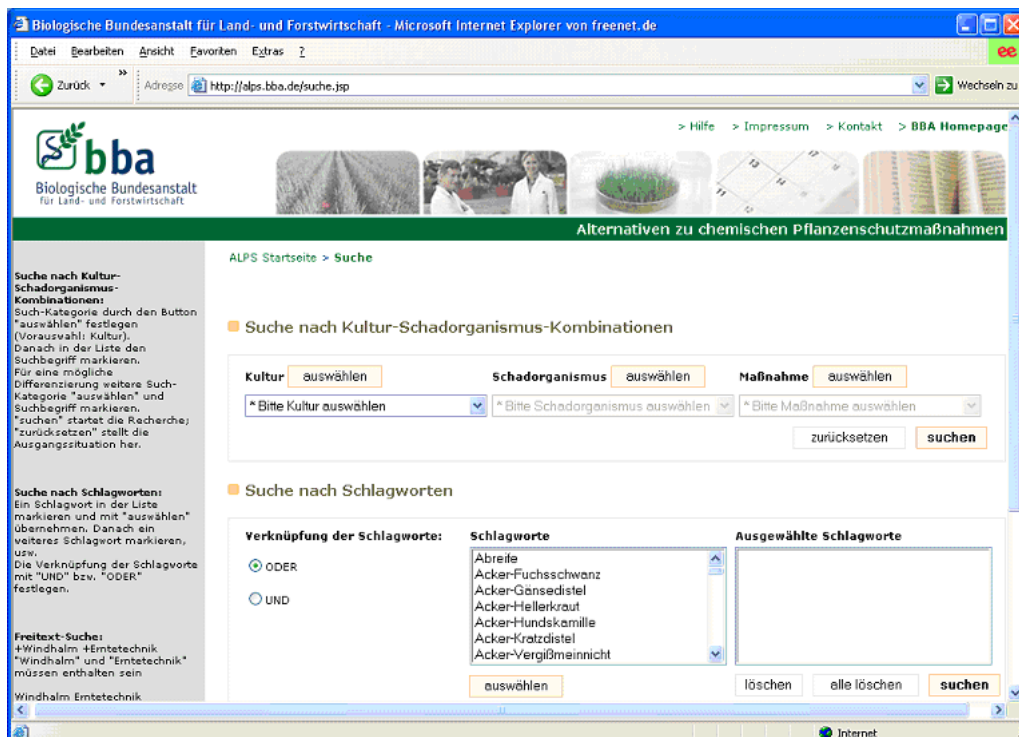 Biologische Bundesanstalt für Land- und Forstwirtschaft - Microsoft Internet Explorer von freenet.de
Datei Bearbeiten Ansicht Favoriten Extras ?
ee
Zurück » Adresse http://alps.bba.de/suche.jsp Wechseln zu
> Hilfe > Impressum > Kontakt > BBA Homepage
bba
Biologische Bundesanstalt
für Land- und Forstwirtschaft
Alternativen zu chemischen Pflanzenschutzmaßnahmen
ALPS Startseite > Suche
Suche nach Kultur-
Schadorganismus-
Kombinationen:
Such-Kategorie durch den Button
"auswählen" festlegen
(Vorauswahl: Kultur).
Danach in der Liste den
Suchbegriff markieren.
Für eine mögliche
Differenzierung weitere Such-
Kategorie "auswählen" und
Suchbegriff markieren.
"suchen" startet die Recherche;
"zurücksetzen" stellt die
Ausgangssituation her.
Suche nach Schlagworten:
Ein Schlagwort in der Liste
markieren und mit "auswählen"
übernehmen. Danach ein
weiteres Schlagwort markieren,
usw.
Die Verknüpfung der Schlagworte
mit "UND" bzw. "ODER"
festlegen.
Freitext-Suche:
+Windhalm +Erntetechnik
"Windhalm" und "Erntetechnik"
müssen enthalten sein
Windhalm Erntetechnik
Suche nach Kultur-Schadorganismus-Kombinationen
Kultur auswählen Schadorganismus auswählen Maßnahme auswählen
* Bitte Kultur auswählen * Bitte Schadorganismus auswählen * Bitte Maßnahme auswählen
zurücksetzen suchen
Suche nach Schlagworten
Verknüpfung der Schlagworte: Schlagworte Ausgewählte Schlagworte
ODER
UND
Abreife
Acker-Fuchsschwanz
Acker-Gänsedistel
Acker-Hellerkraut
Acker-Hundskamille
Acker-Kratzdistel
Acker-Vergißmeinnicht
auswählen löschen alle löschen suchen
Internet